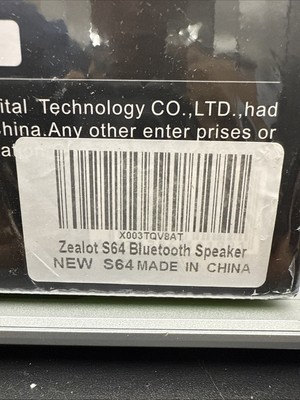 ital Technology CO.,LTD.,had
China.Any other enter prises or
X003TQV8AT
Zealot S64 Bluetooth Speaker
NEW S64 MADE IN CHINA